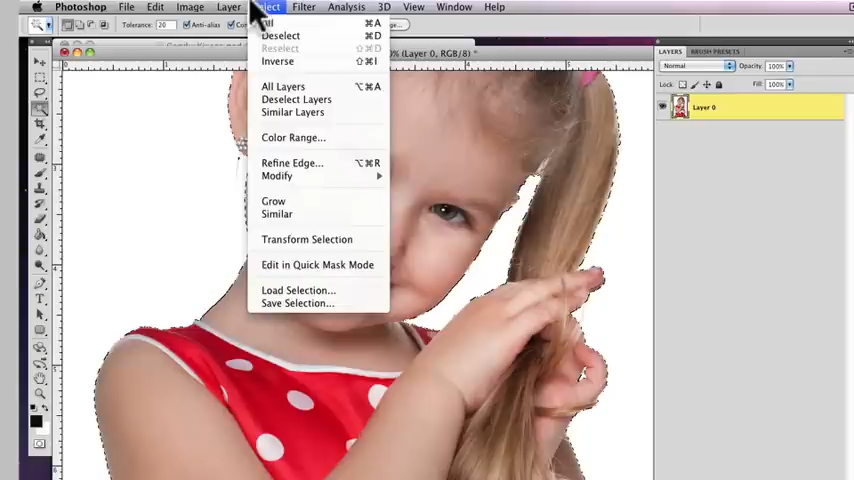 Photoshop File Edit Image Layer Filter Analysis 3D View Window Help
Tolerance: 20 Anti-alias
% (Layer 0, RGB/8) *
⌘A
Deselect ⌘D
Reselect ⇧⌘D
Inverse ⇧⌘I
All Layers ⌥⌘A
Deselect Layers
Similar Layers
Color Range...
Refine Edge... ⌥⌘R
Modify
Grow
Similar
Transform Selection
Edit in Quick Mask Mode
Load Selection...
Save Selection...
LAYERS BRUSH PRESETS
Normal Opacity: 100%
Lock: Fill: 100%
Layer 0